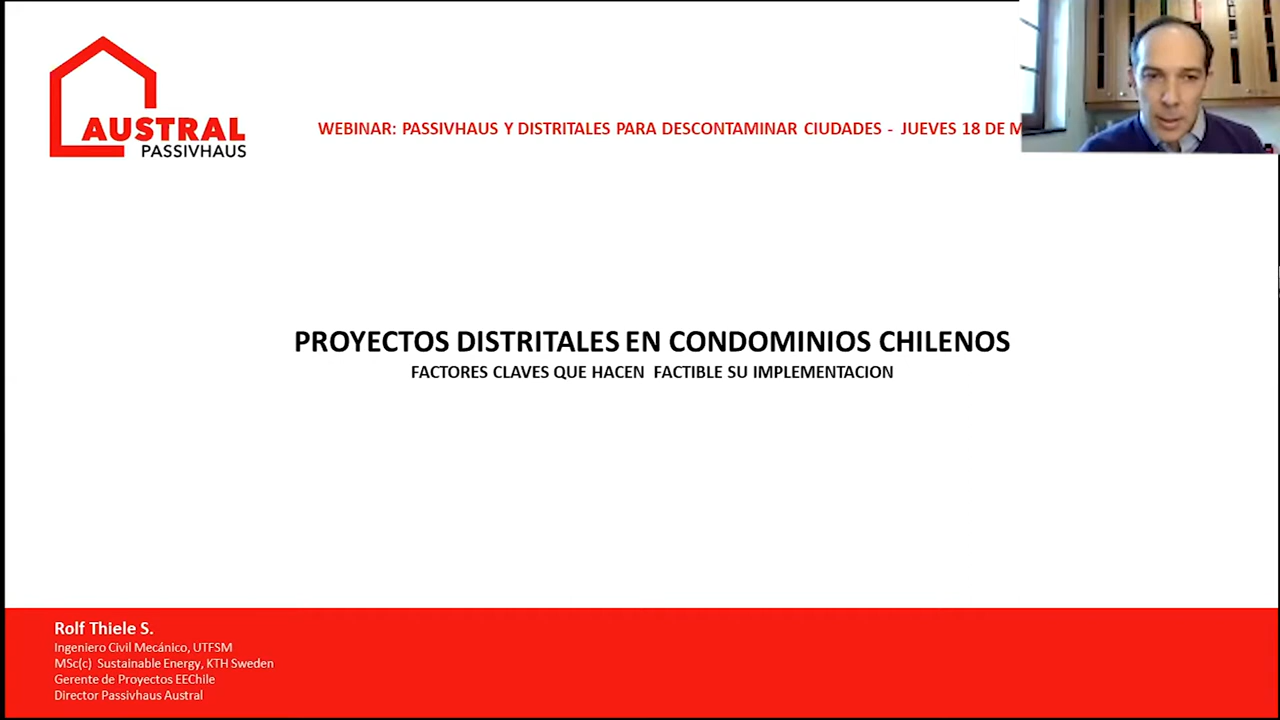 AUSTRAL
PASSIVHAUS
WEBINAR: PASSIVHAUS Y DISTRITALES PARA DESCONTAMINAR CIUDADES - JUEVES 18 DE
PROYECTOS DISTRITALES EN CONDOMINIOS CHILENOS
FACTORES CLAVES QUE HACEN FACTIBLE SU IMPLEMENTACION
Rolf Thiele S.
Ingeniero Civil Mecánico, UTFSM
MSc(c) Sustainable Energy, KTH Sweden
Gerente de Proyectos EEChile
Director Passivhaus Austral